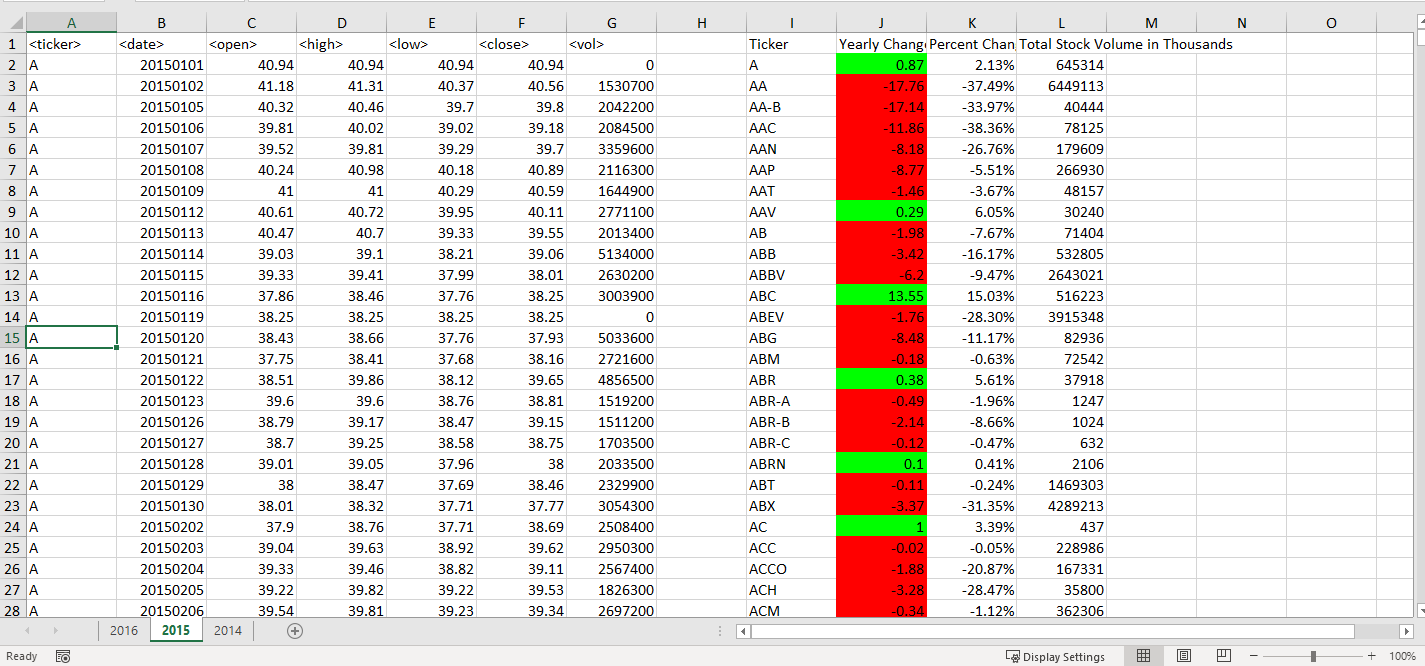 A B C D E F G H I J K L M N O
1 <ticker> <date> <open> <high> <low> <close> <vol> Ticker Yearly Chang Percent Chan Total Stock Volume in Thousands
2 A 20150101 40.94 40.94 40.94 40.94 0 A 0.87 2.13% 645314
3 A 20150102 41.18 41.31 40.37 40.56 1530700 AA -17.76 -37.49% 6449113
4 A 20150105 40.32 40.46 39.7 39.8 2042200 AA-B -17.14 -33.97% 40444
5 A 20150106 39.81 40.02 39.02 39.18 2084500 AAC -11.86 -38.36% 78125
6 A 20150107 39.52 39.81 39.29 39.7 3359600 AAN -8.18 -26.76% 179609
7 A 20150108 40.24 40.98 40.18 40.89 2116300 AAP -8.77 -5.51% 266930
8 A 20150109 41 41 40.29 40.59 1644900 AAT -1.46 -3.67% 48157
9 A 20150112 40.61 40.72 39.95 40.11 2771100 AAV 0.29 6.05% 30240
10 A 20150113 40.47 40.7 39.33 39.55 2013400 AB -1.98 -7.67% 71404
11 A 20150114 39.03 39.1 38.21 39.06 5134000 ABB -3.42 -16.17% 532805
12 A 20150115 39.33 39.41 37.99 38.01 2630200 ABBV -6.2 -9.47% 2643021
13 A 20150116 37.86 38.46 37.76 38.25 3003900 ABC 13.55 15.03% 516223
14 A 20150119 38.25 38.25 38.25 38.25 0 ABEV -1.76 -28.30% 3915348
15 A 20150120 38.43 38.66 37.76 37.93 5033600 ABG -8.48 -11.17% 82936
16 A 20150121 37.75 38.41 37.68 38.16 2721600 ABM -0.18 -0.63% 72542
17 A 20150122 38.51 39.86 38.12 39.65 4856500 ABR 0.38 5.61% 37918
18 A 20150123 39.6 39.6 38.76 38.81 1519200 ABR-A -0.49 -1.96% 1247
19 A 20150126 38.79 39.17 38.47 39.15 1511200 ABR-B -2.14 -8.66% 1024
20 A 20150127 38.7 39.25 38.58 38.75 1703500 ABR-C -0.12 -0.47% 632
21 A 20150128 39.01 39.05 37.96 38 2033500 ABRN 0.1 0.41% 2106
22 A 20150129 38 38.47 37.69 38.46 2329900 ABT -0.11 -0.24% 1469303
23 A 20150130 38.01 38.32 37.71 37.77 3054300 ABX -3.37 -31.35% 4289213
24 A 20150202 37.9 38.76 37.71 38.69 2508400 AC 1 3.39% 437
25 A 20150203 39.04 39.63 38.92 39.62 2950300 ACC -0.02 -0.05% 228986
26 A 20150204 39.33 39.46 38.82 39.11 2567400 ACCO -1.88 -20.87% 167331
27 A 20150205 39.22 39.82 39.22 39.53 1826300 ACH -3.28 -28.47% 35800
28 A 20150206 39.54 39.81 39.23 39.34 2697200 ACM -0.34 -1.12% 362306
2016 2015 2014
Ready Display Settings 100%